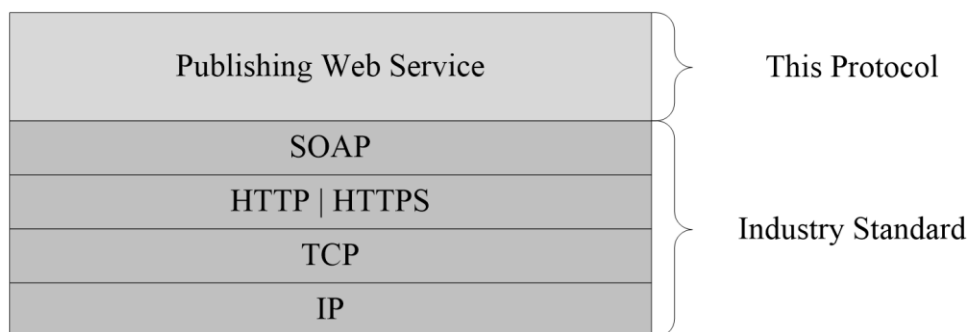 Publishing Web Service
This Protocol
SOAP
HTTP | HTTPS
TCP
IP
Industry Standard